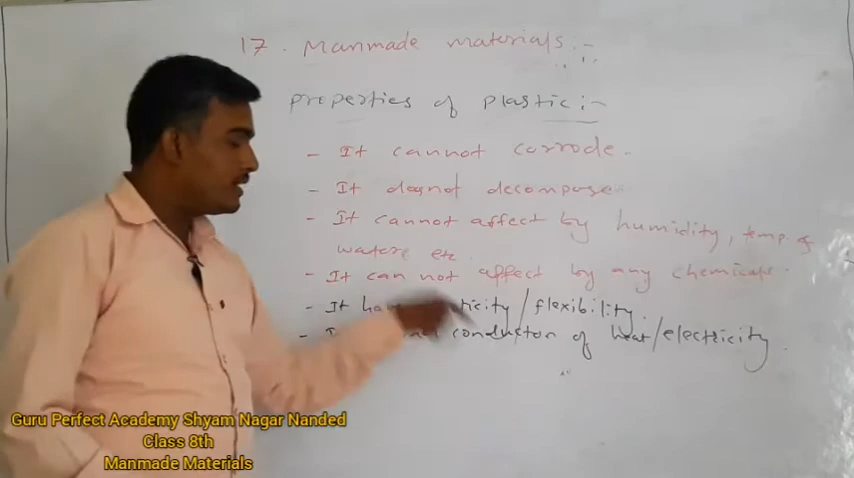 17. Manmade materials:-
properties of plastic:-
- It cannot corrode.
- It doesnot decompose
- It cannot affect by humidity, temp. of
water etc.
- It can not affect by any chemicals.
- It have /flexibility.
- conductor of heat/electricity.
Guru Perfect Academy Shyam Nagar Nanded
Class 8th
Manmade Materials